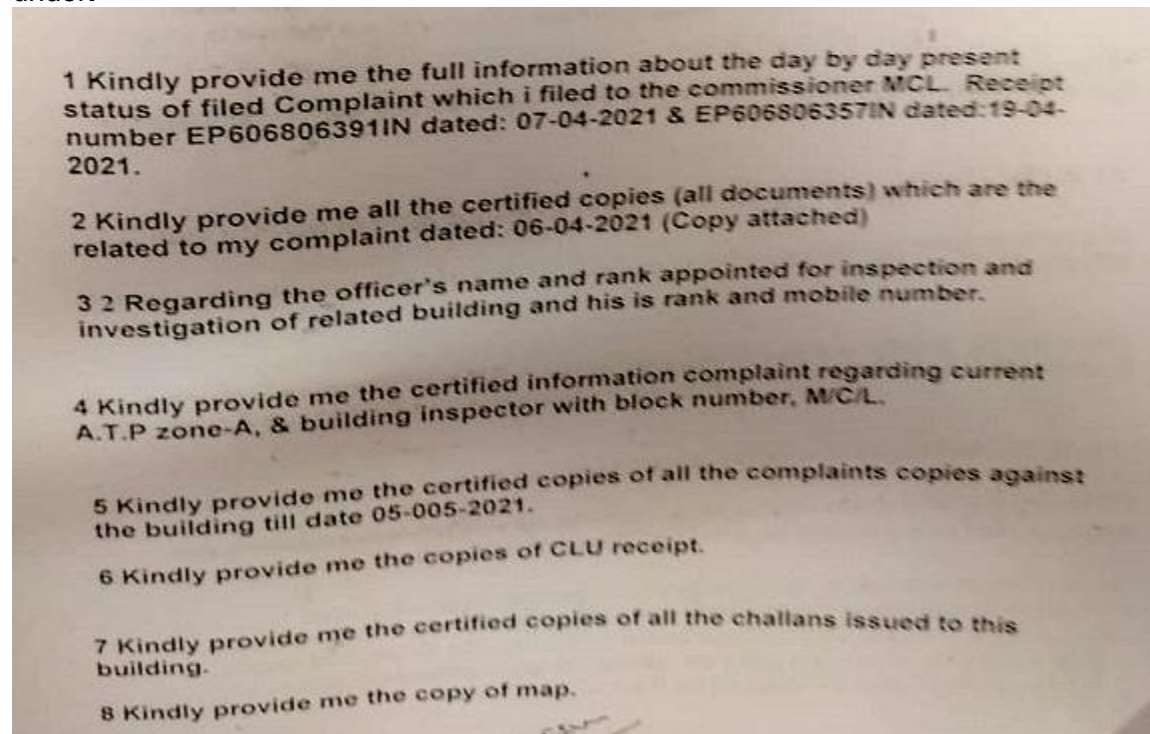 1 Kindly provide me the full information about the day by day present
status of filed Complaint which i filed to the commissioner MCL. Receipt
number EP606806391IN dated: 07-04-2021 & EP606806357IN dated:19-04-
2021.
2 Kindly provide me all the certified copies (all documents) which are the
related to my complaint dated: 06-04-2021 (Copy attached)
3 2 Regarding the officer's name and rank appointed for inspection and
investigation of related building and his is rank and mobile number.
4 Kindly provide me the certified information complaint regarding current
A.T.P zone-A, & building inspector with block number, M/C/L.
5 Kindly provide me the certified copies of all the complaints copies against
the building till date 05-005-2021.
6 Kindly provide me the copies of CLU receipt.
7 Kindly provide me the certified copies of all the challans issued to this
building.
8 Kindly provide me the copy of map.